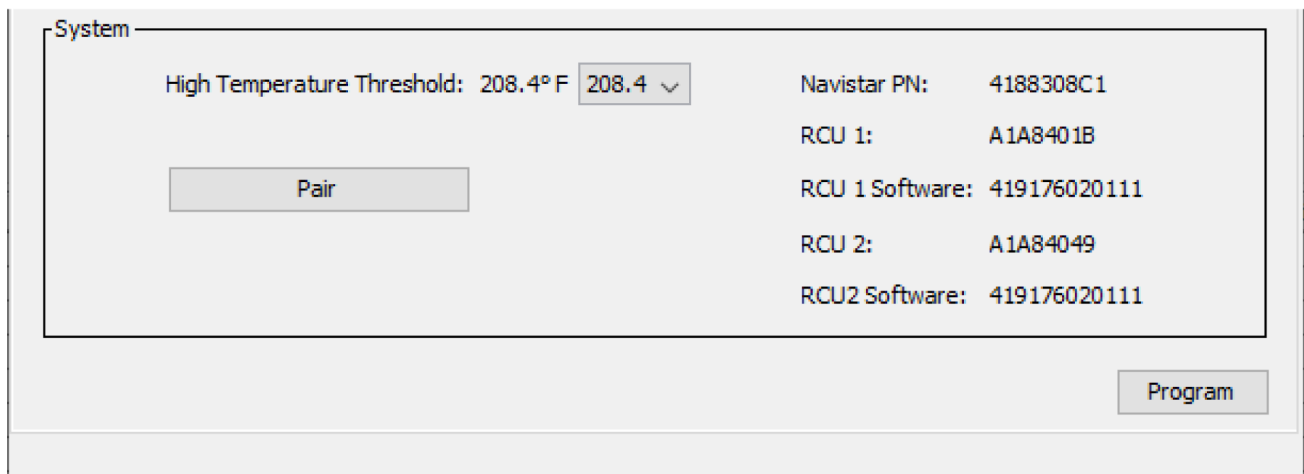 System
High Temperature Threshold: 208.4° F 208.4
Pair
Navistar PN: 4188308C1
RCU 1: A1A8401B
RCU 1 Software: 419176020111
RCU 2: A1A84049
RCU2 Software: 419176020111
Program